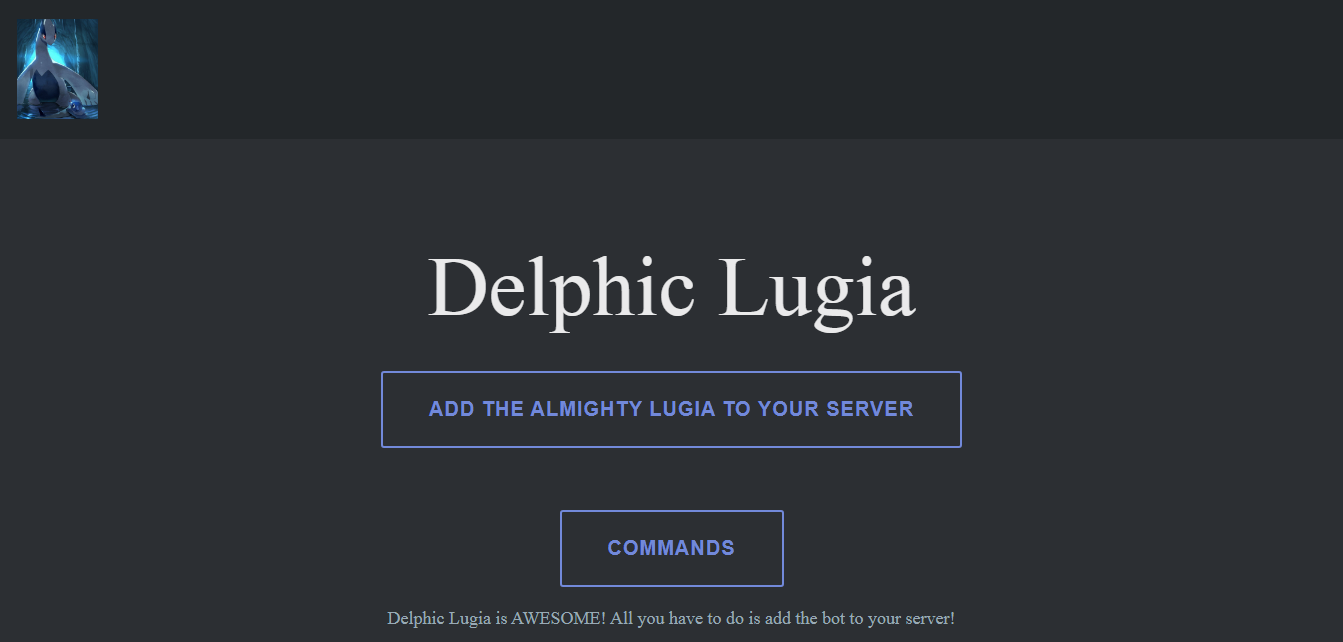 Delphic Lugia
ADD THE ALMIGHTY LUGIA TO YOUR SERVER
COMMANDS
Delphic Lugia is AWESOME! All you have to do is add the bot to your server!